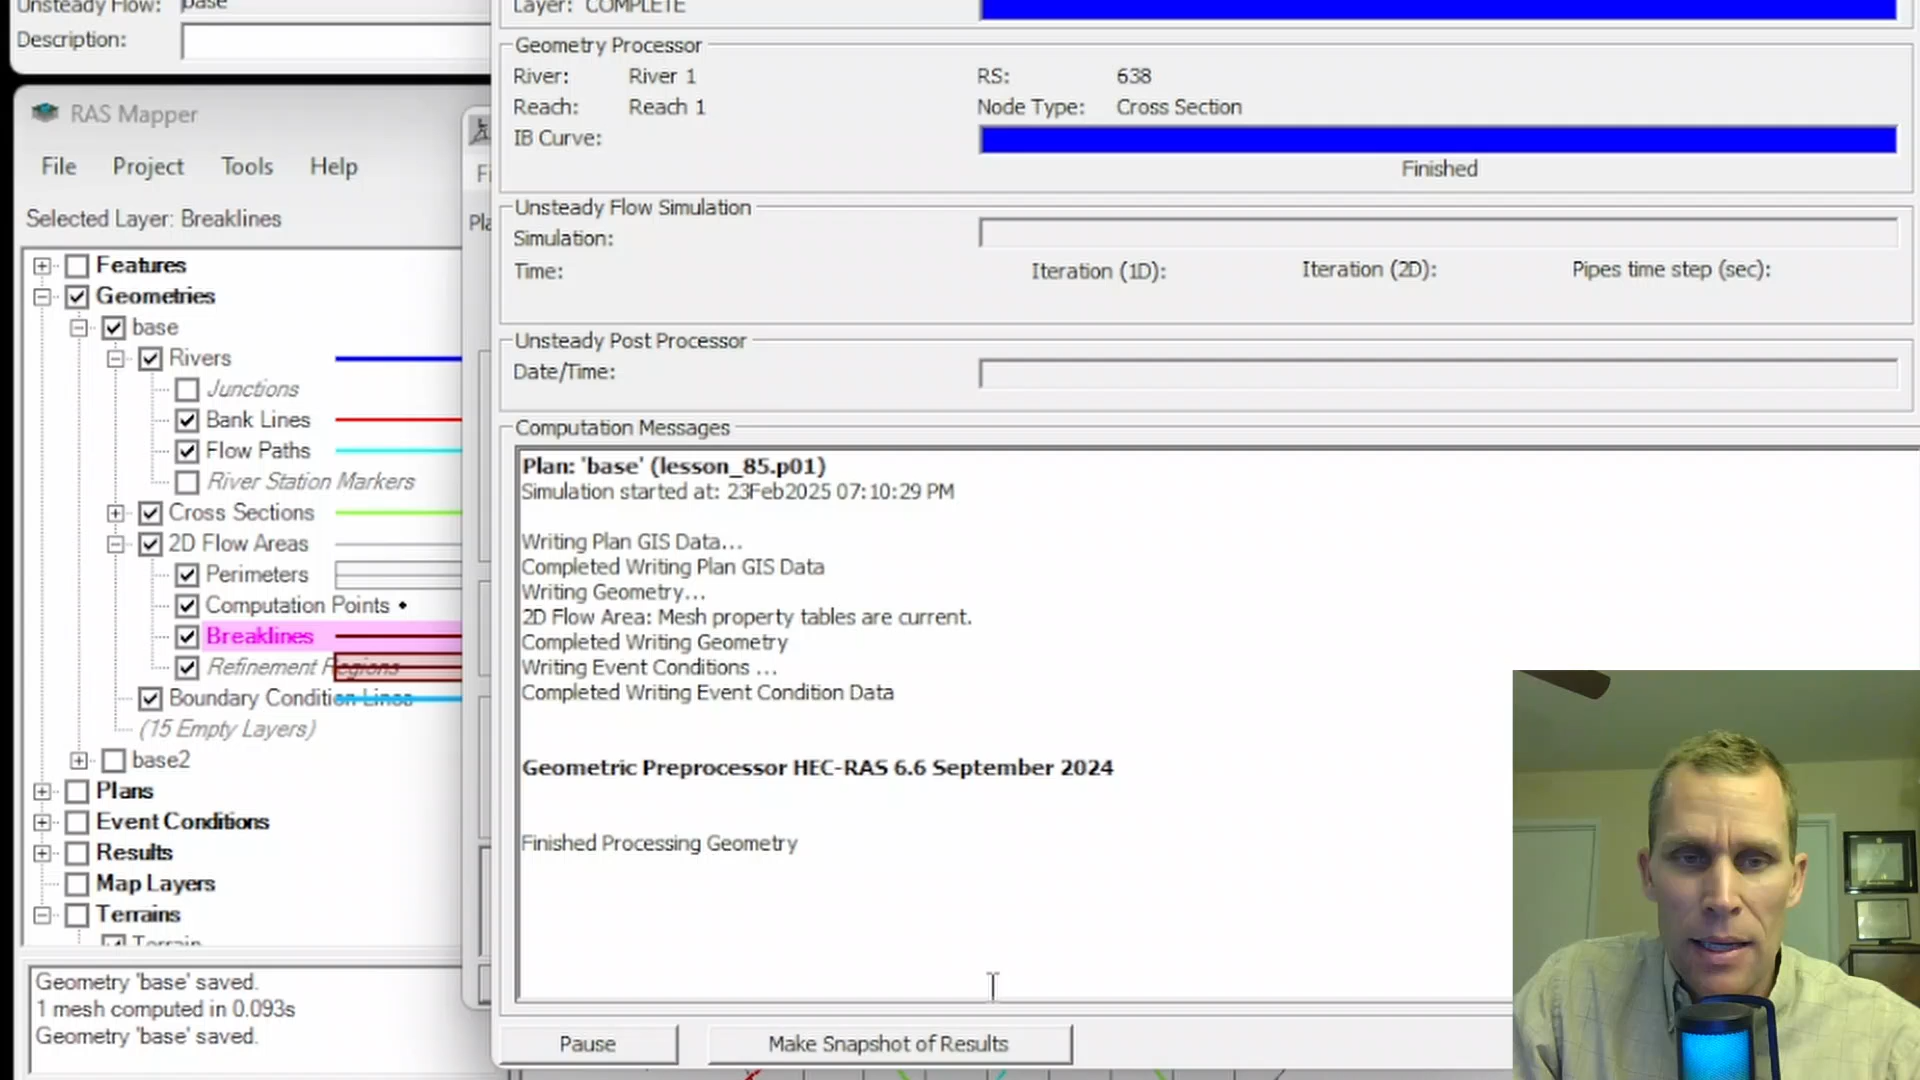 Unsteady Flow: base
Description:
RAS Mapper
File Project Tools Help
Selected Layer: Breaklines
Features
Geometries
base
Rivers
Junctions
Bank Lines
Flow Paths
River Station Markers
Cross Sections
2D Flow Areas
Perimeters
Computation Points
Breaklines
Refinement Regions
Boundary Condition Lines
(15 Empty Layers)
base2
Plans
Event Conditions
Results
Map Layers
Terrains
Terrain
Geometry 'base' saved.
1 mesh computed in 0.093s
Geometry 'base' saved.
Layer: COMPLETE
Geometry Processor
River: River 1 RS: 638
Reach: Reach 1 Node Type: Cross Section
IB Curve:
Finished
Unsteady Flow Simulation
Simulation:
Time: Iteration (1D): Iteration (2D): Pipes time step (sec):
Unsteady Post Processor
Date/Time:
Computation Messages
Plan: 'base' (lesson_85.p01)
Simulation started at: 23Feb2025 07:10:29 PM
Writing Plan GIS Data...
Completed Writing Plan GIS Data
Writing Geometry...
2D Flow Area: Mesh property tables are current.
Completed Writing Geometry
Writing Event Conditions ...
Completed Writing Event Condition Data
Geometric Preprocessor HEC-RAS 6.6 September 2024
Finished Processing Geometry
Pause Make Snapshot of Results